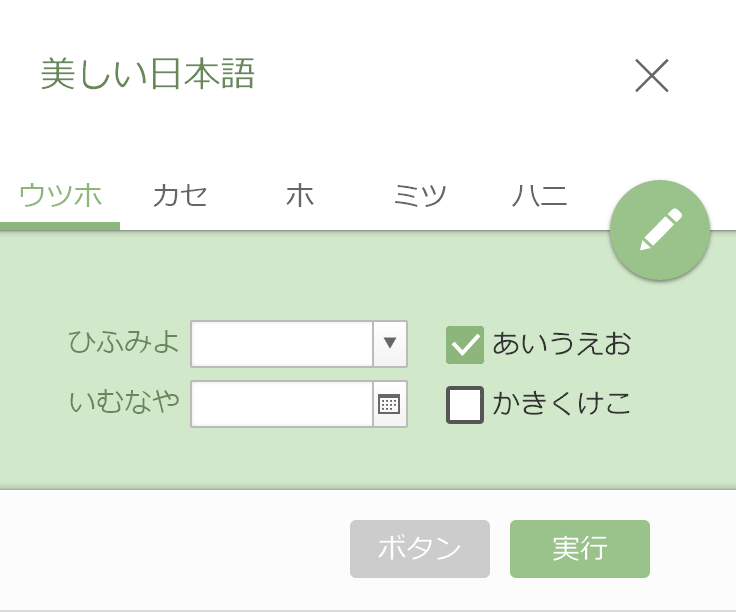 美しい日本語
ウツホ カセ ホ ミツ ハニ
ひふみよ あいうえお
いむなや かきくけこ
ボタン 実行